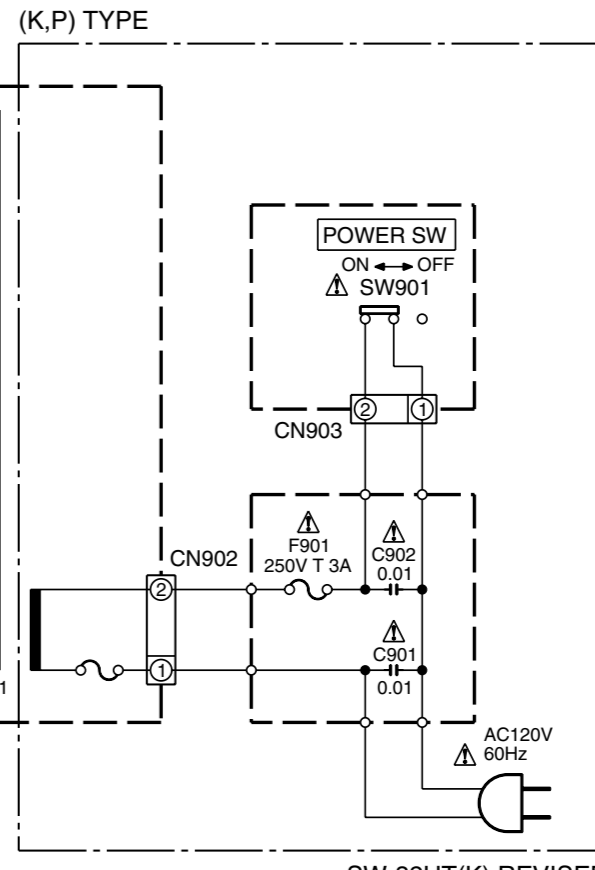 (K,P) TYPE
POWER SW
ON OFF
SW901
2 1
CN903
CN902
F901
250V T 3A
C902
0.01
2
C901
0.01
1
1
AC120V
60Hz